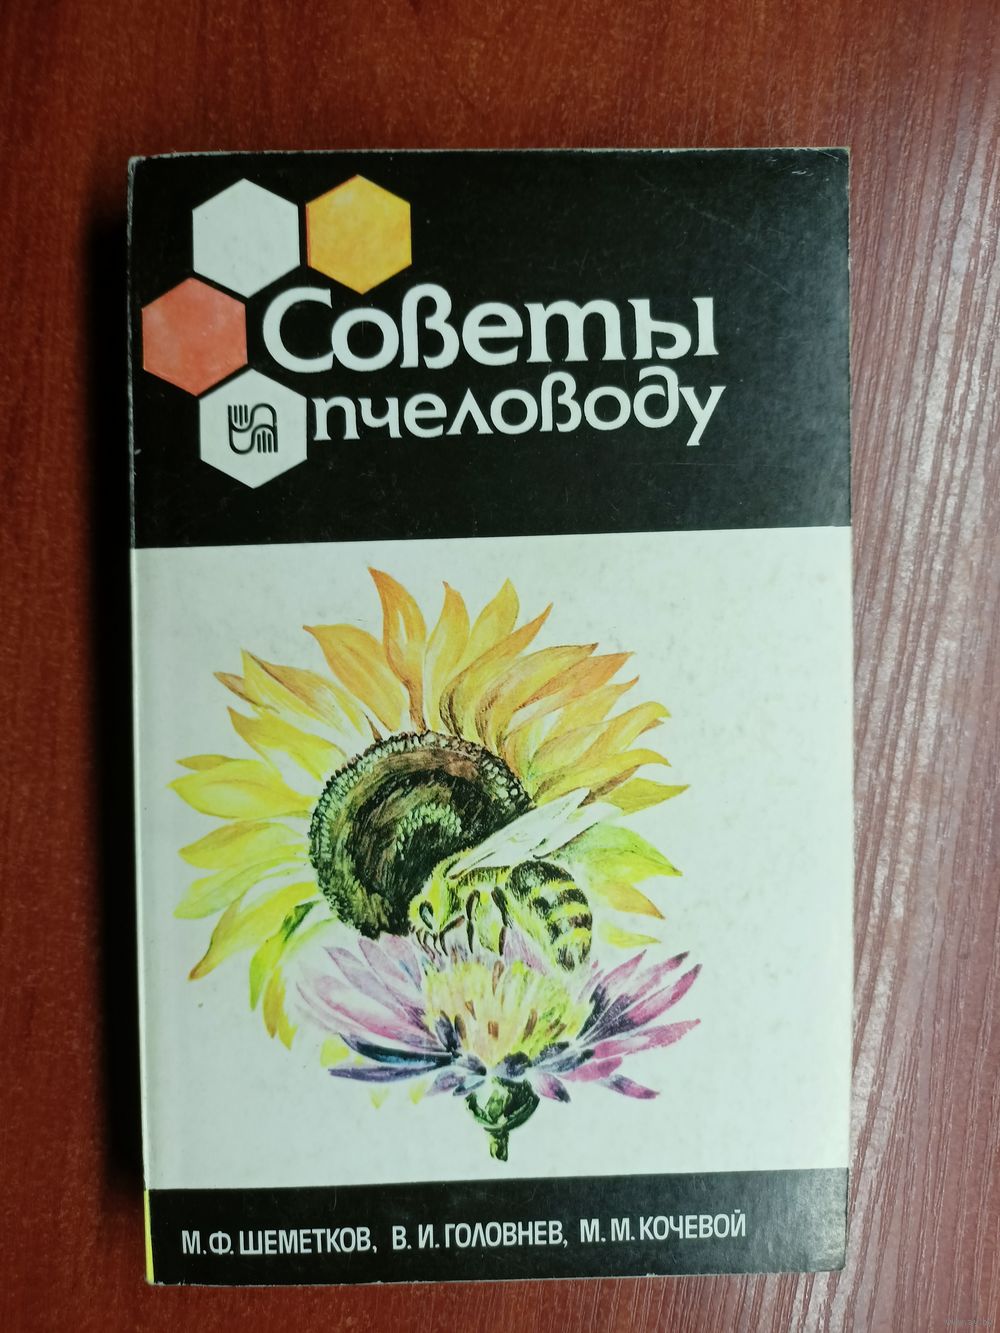 Советы
пчеловоду
М.Ф. ШЕМЕТКОВ, В.И. ГОЛОВНЕВ, М.М. КОЧЕВОЙ